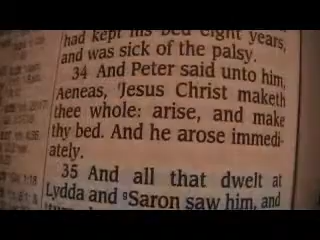 had kept his bed eight years,
and was sick of the palsy.
34 And Peter said unto him,
Aeneas, 'Jesus Christ maketh
thee whole: arise, and make
thy bed. And he arose immedi-
ately.
35 And all that dwelt at
Lydda and Saron saw him, and